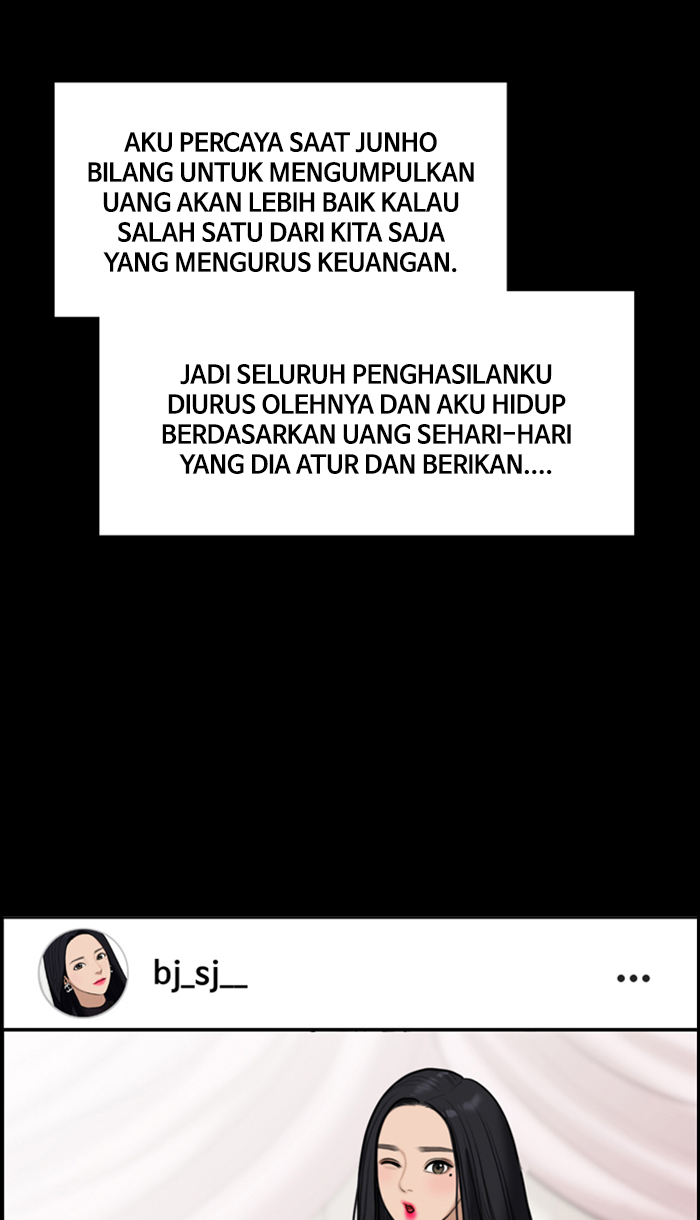 AKU PERCAYA SAAT JUNHO
BILANG UNTUK MENGUMPULKAN
UANG AKAN LEBIH BAIK KALAU
SALAH SATU DARI KITA SAJA
YANG MENGURUS KEUANGAN.
JADI SELURUH PENGHASILANKU
DIURUS OLEHNYA DAN AKU HIDUP
BERDASARKAN UANG SEHARI-HARI
YANG DIA ATUR DAN BERIKAN....
bj_sj__